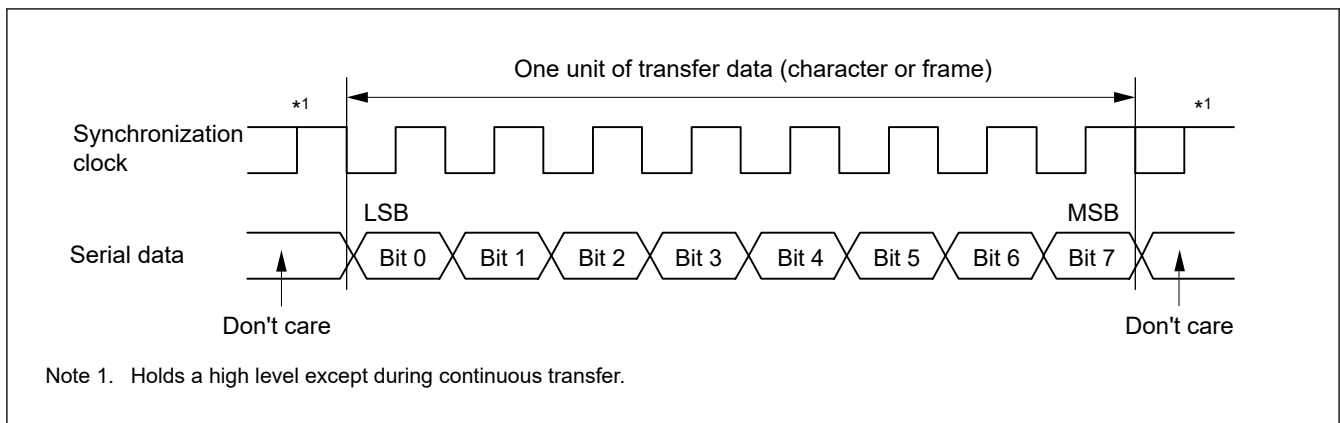 One unit of transfer data (character or frame)
*1
*1
Synchronization
clock
LSB
MSB
Serial data
Bit 0
Bit 1
Bit 2
Bit 3
Bit 4
Bit 5
Bit 6
Bit 7
Don't care
Don't care
Note 1. Holds a high level except during continuous transfer.